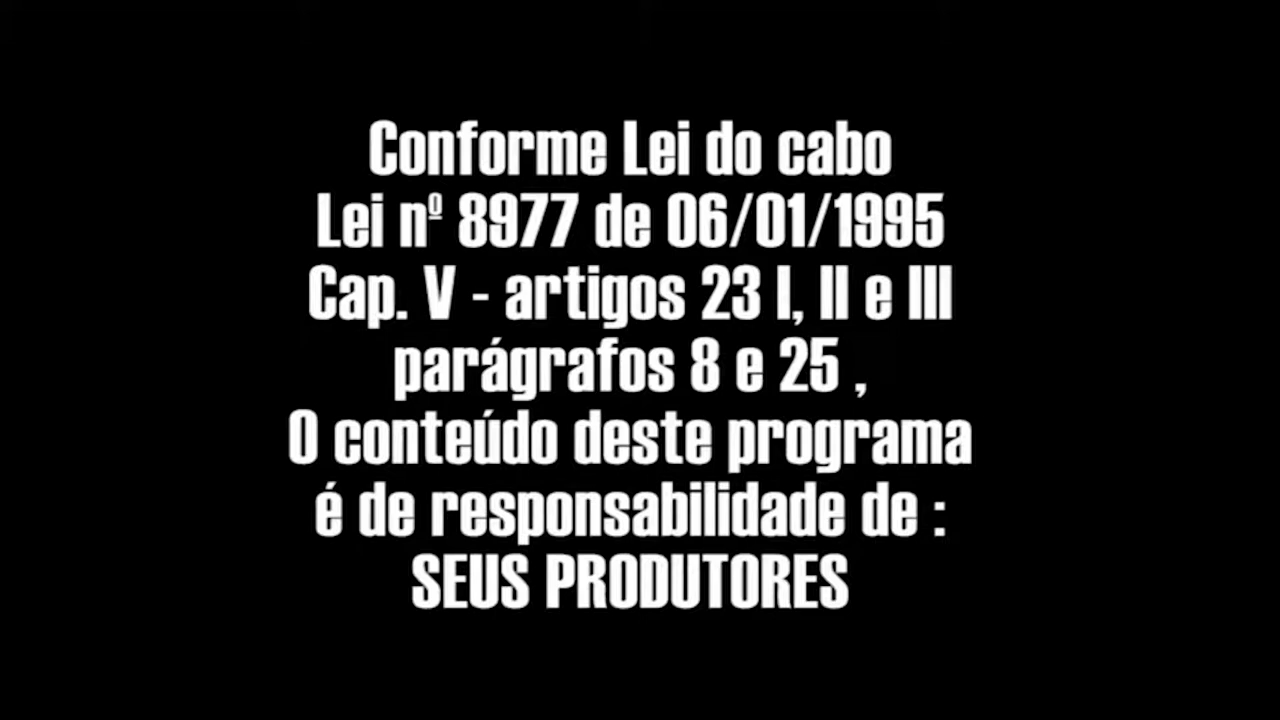 Conforme Lei do cabo
Lei nº 8977 de 06/01/1995
Cap. V - artigos 23 I, II e III
parágrafos 8 e 25 ,
O conteúdo deste programa
é de responsabilidade de :
SEUS PRODUTORES